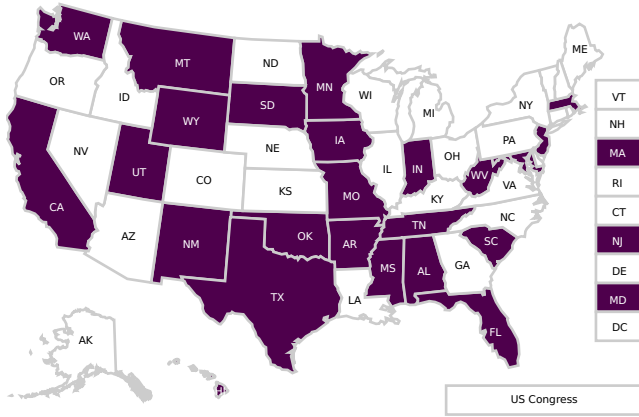 WA
MT
ND
MN
ME
OR
ID
SD
WI
MI
NY
VT
WY
NH
IA
NE
PA
MA
NV
UT
CO
IL
IN
OH
WV
VA
RI
KS
MO
KY
CT
CA
NC
AZ
NM
OK
AR
TN
SC
NJ
MS
AL
GA
DE
TX
LA
MD
FL
DC
AK
US Congress